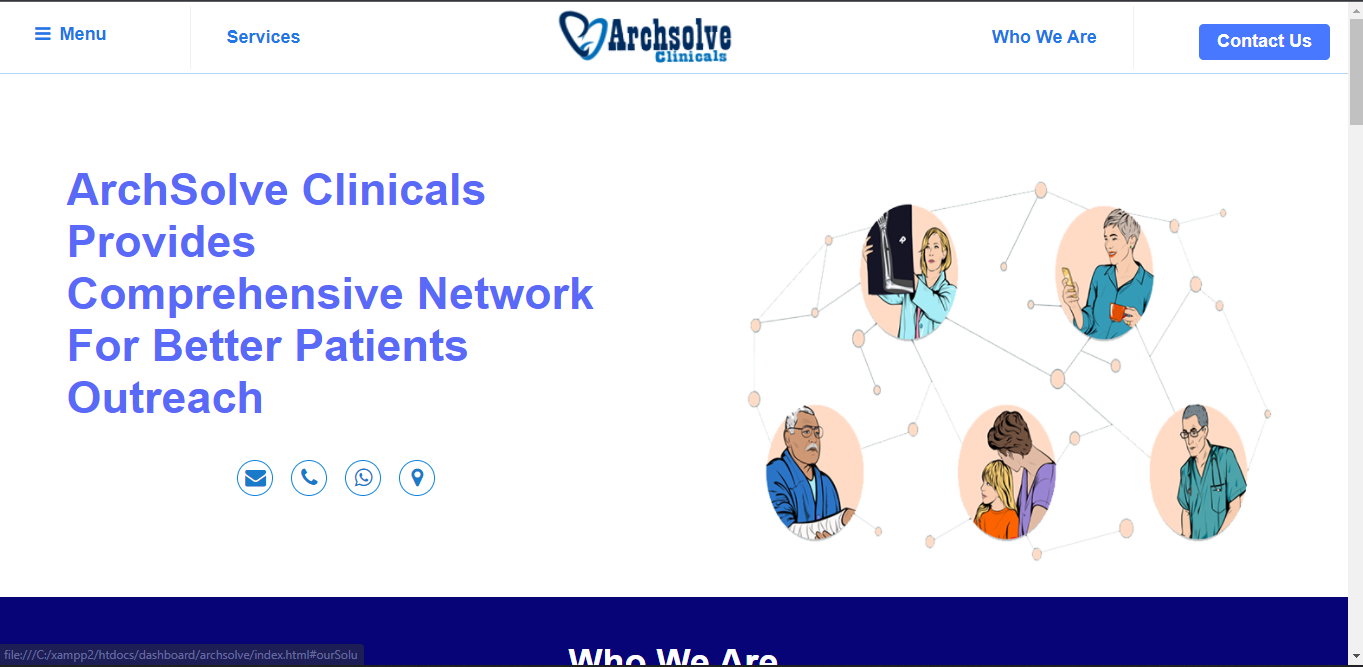 Menu
Services
Archsolve
Clinicals
Who We Are
Contact Us
ArchSolve Clinicals
Provides
Comprehensive Network
For Better Patients
Outreach
Who We Are
file:///C:/xampp2/htdocs/dashboard/archsolve/index.html#ourSolu